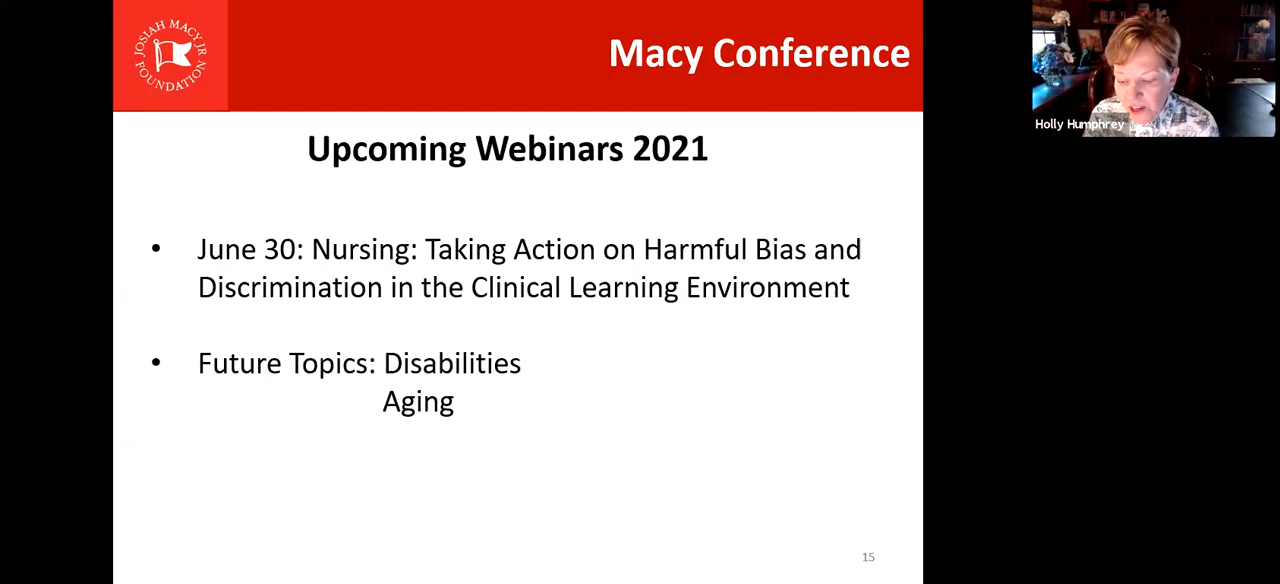 JOSIAH MACY JR
FOUNDATION
Macy Conference
Holly Humphrey
Upcoming Webinars 2021
• June 30: Nursing: Taking Action on Harmful Bias and
Discrimination in the Clinical Learning Environment
• Future Topics: Disabilities
Aging
15